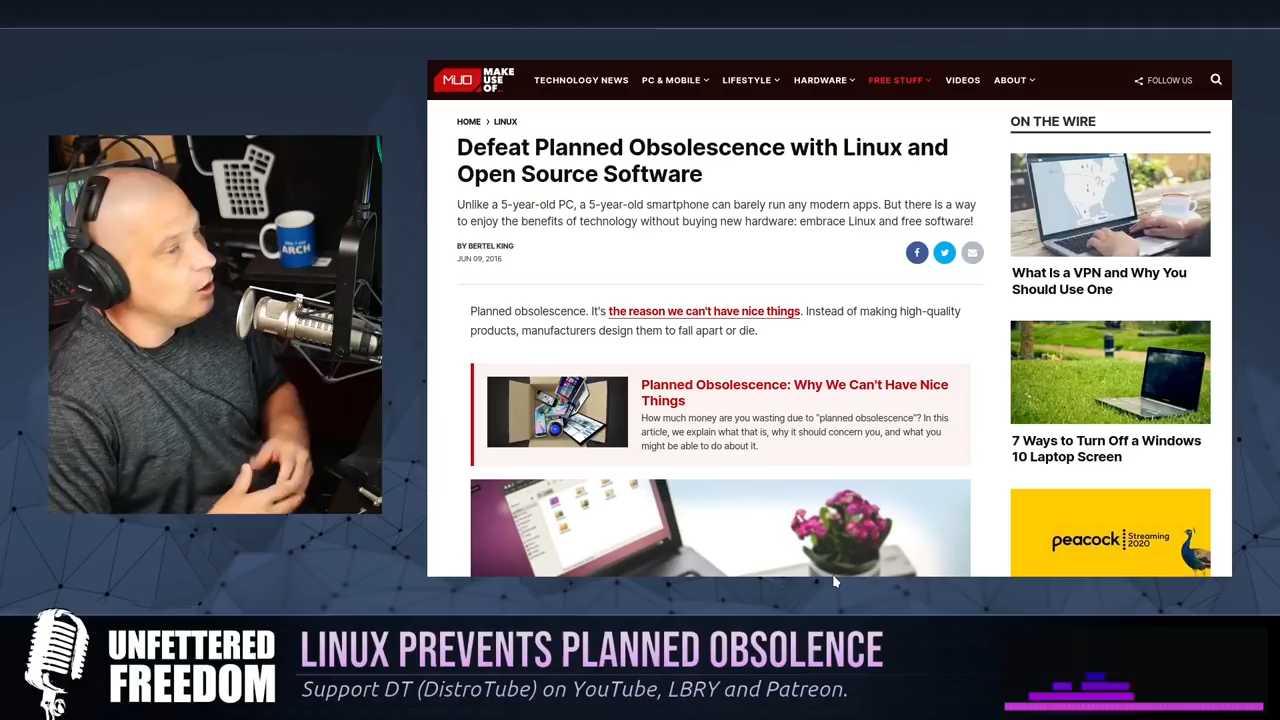 MUO
MAKE
USE
OF
TECHNOLOGY NEWS
PC & MOBILE
LIFESTYLE
HARDWARE
FREE STUFF
VIDEOS
ABOUT
FOLLOW US
HOME
LINUX
Defeat Planned Obsolescence with Linux and
Open Source Software
Unlike a 5-year-old PC, a 5-year-old smartphone can barely run any modern apps. But there is a way
to enjoy the benefits of technology without buying new hardware: embrace Linux and free software!
BY BERTEL KING
JUN 09, 2016
Planned obsolescence. It's the reason we can't have nice things. Instead of making high-quality
products, manufacturers design them to fall apart or die.
Planned Obsolescence: Why We Can't Have Nice
Things
How much money are you wasting due to "planned obsolescence"? In this
article, we explain what that is, why it should concern you, and what you
might be able to do about it.
ON THE WIRE
What Is a VPN and Why You
Should Use One
7 Ways to Turn Off a Windows
10 Laptop Screen
peacock
Streaming
2020
ARCH
UNFETTERED
FREEDOM
LINUX PREVENTS PLANNED OBSOLENCE
Support DT (DistroTube) on YouTube, LBRY and Patreon.